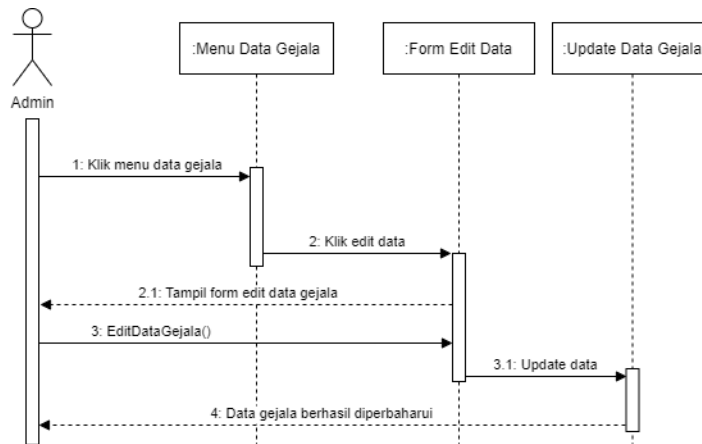 :Menu Data Gejala
:Form Edit Data
:Update Data Gejala
Admin
1: Klik menu data gejala
2: Klik edit data
2.1: Tampil form edit data gejala
3: EditDataGejala()
3.1: Update data
4: Data gejala berhasil diperbaharui